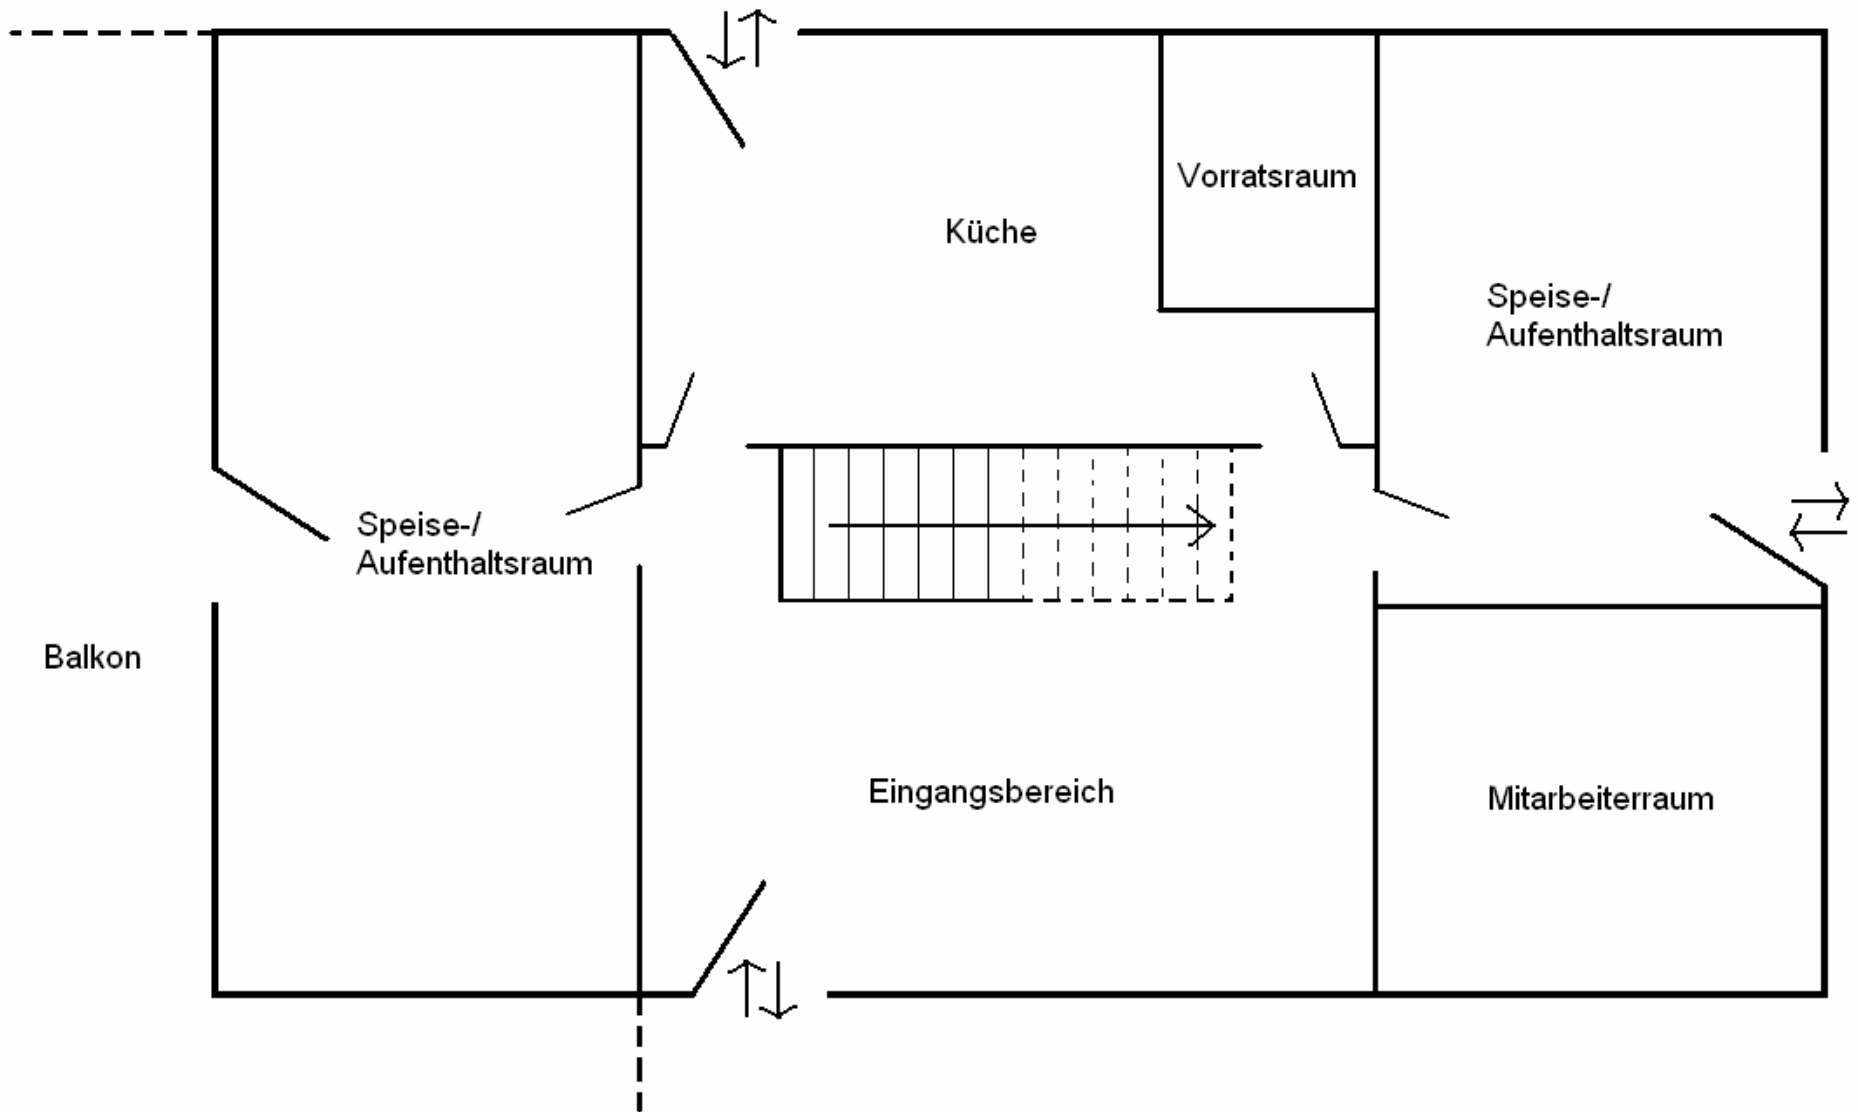 Vorratsraum
Küche
Speise-/
Aufenthaltsraum
Speise-/
Aufenthaltsraum
Balkon
Eingangsbereich
Mitarbeiterraum